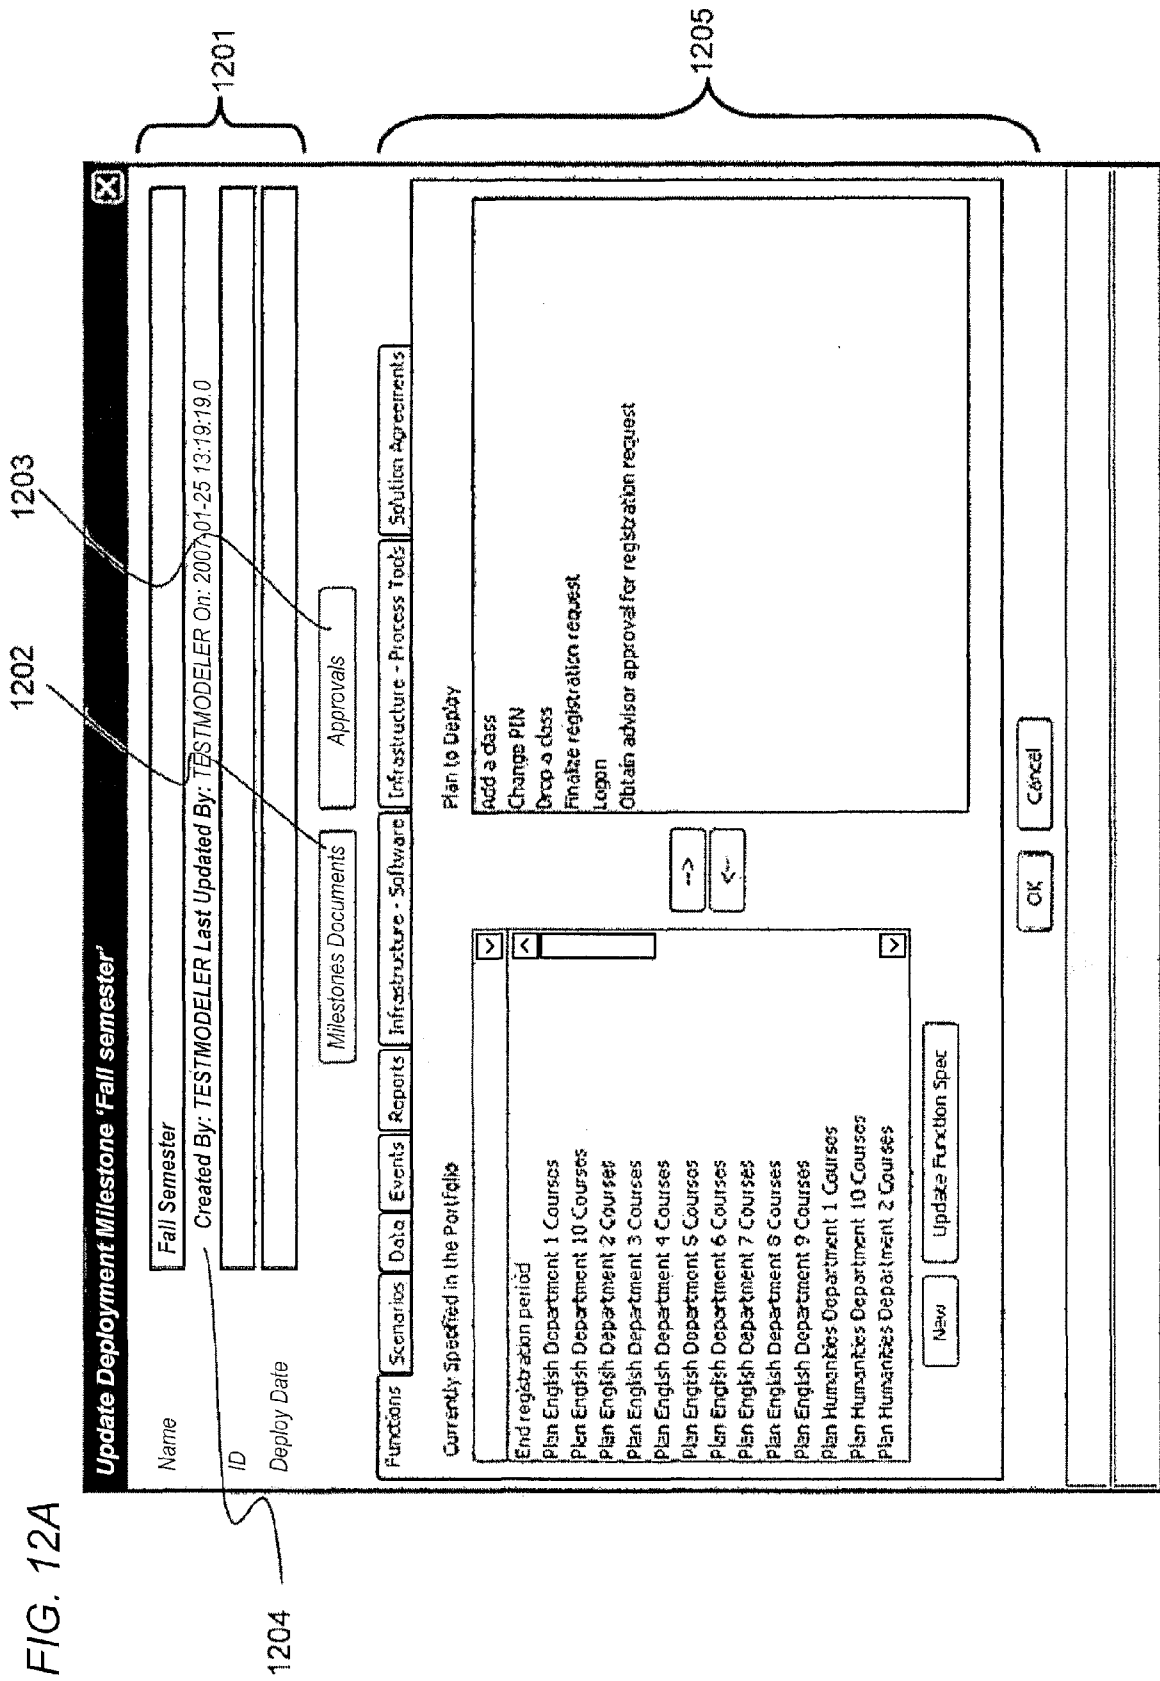 FIG. 12A
1202
1203
Update Deployment Milestone 'Fall semester'
Name
Fall Semester
Created By: TESTMODELER Last Updated By: TESTMODELER On: 2007-01-25 13:19:19.0
1201
ID
Deploy Date
1204
Milestones Documents
Approvals
Functions
Scenarios
Data
Events
Reports
Infrastructure - Software
Infrastructure - Process Tools
Solution Agreements
1205
Currently Specified in the Portfolio
Plan to Deploy
End registration period
Plan English Department 1 Courses
Plan English Department 10 Courses
Plan English Department 2 Courses
Plan English Department 3 Courses
Plan English Department 4 Courses
Plan English Department 5 Courses
Plan English Department 6 Courses
Plan English Department 7 Courses
Plan English Department 8 Courses
Plan English Department 9 Courses
Plan Humanities Department 1 Courses
Plan Humanities Department 10 Courses
Plan Humanities Department 2 Courses
-->
<--
Add a class
Change PIN
Drop a class
Finalize registration request
Logon
Obtain advisor approval for registration request
New
Update Function Spec
OK
Cancel